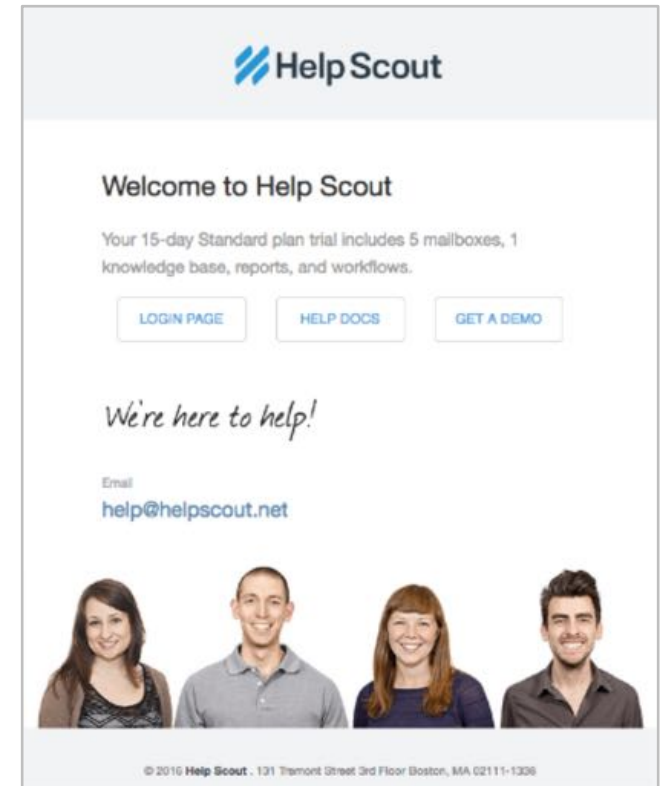 Help Scout
Welcome to Help Scout
Your 15-day Standard plan trial includes 5 mailboxes, 1
knowledge base, reports, and workflows.
LOGIN PAGE HELP DOCS GET A DEMO
We're here to help!
Email
help@helpscout.net
© 2016 Help Scout . 131 Tremont Street 3rd Floor Boston, MA 02111-1336